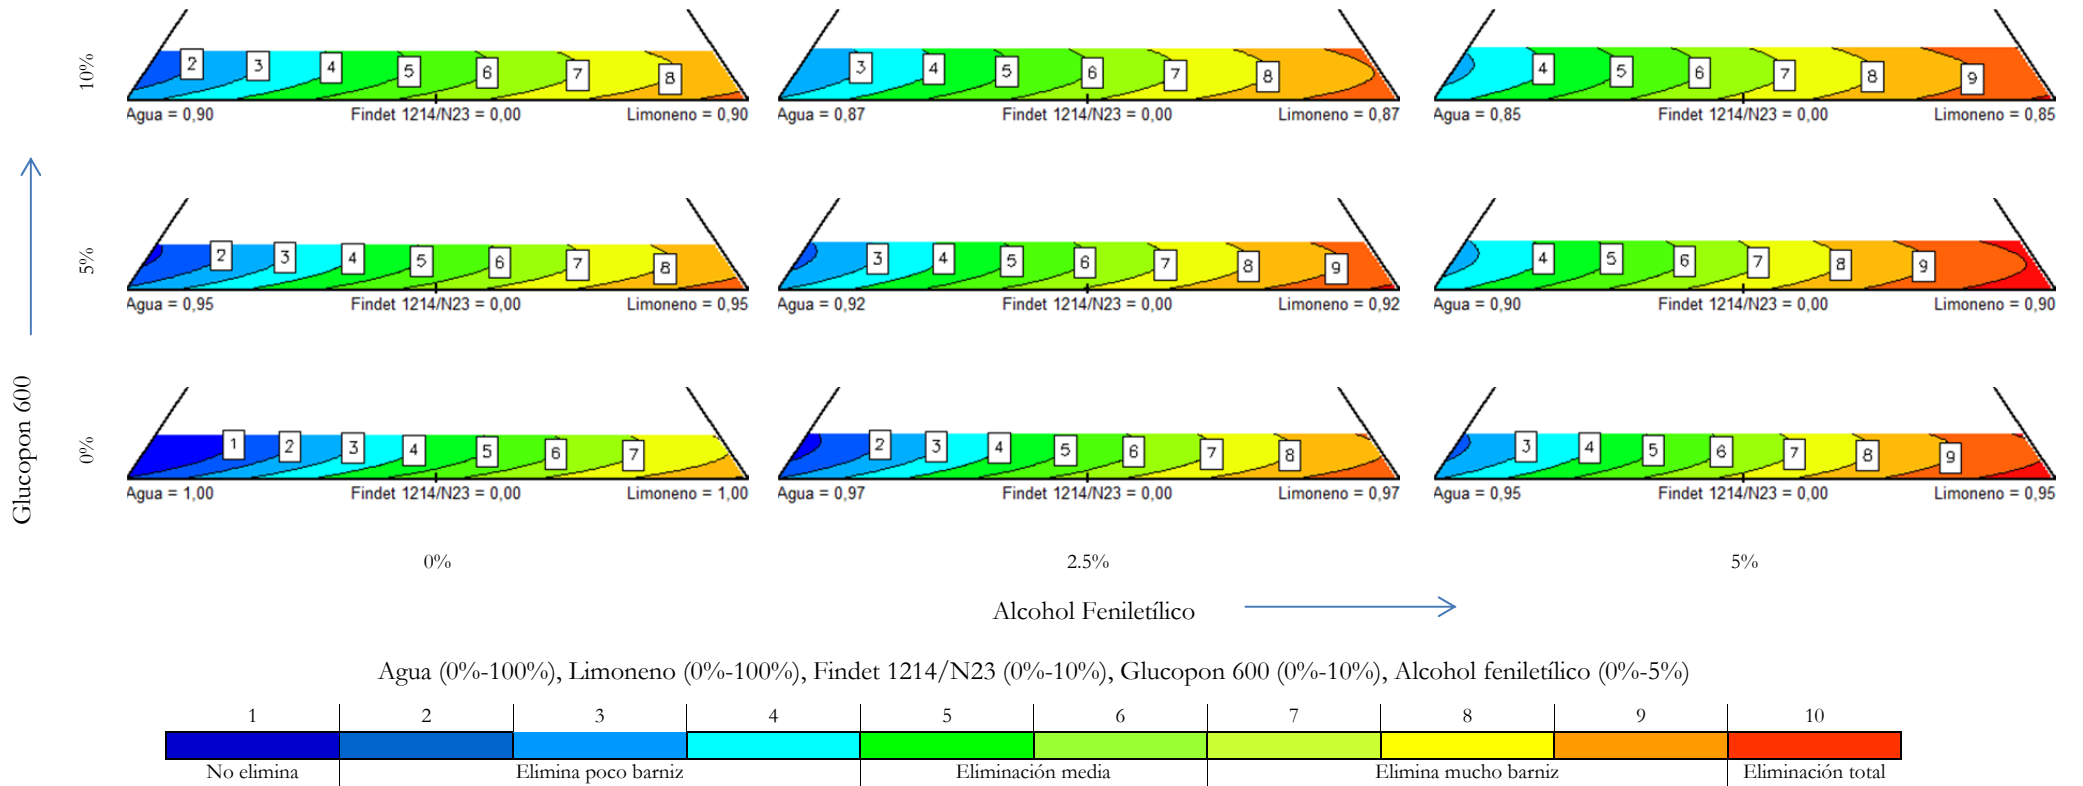 10%
2 3 4 5 6 7 8
Agua = 0,90 Findet 1214/N23 = 0,00 Limoneno = 0,90
3 4 5 6 7 8
Agua = 0,87 Findet 1214/N23 = 0,00 Limoneno = 0,87
4 5 6 7 8 9
Agua = 0,85 Findet 1214/N23 = 0,00 Limoneno = 0,85
5%
2 3 4 5 6 7 8
Agua = 0,95 Findet 1214/N23 = 0,00 Limoneno = 0,95
3 4 5 6 7 8 9
Agua = 0,92 Findet 1214/N23 = 0,00 Limoneno = 0,92
4 5 6 7 8 9
Agua = 0,90 Findet 1214/N23 = 0,00 Limoneno = 0,90
Glucopon 600
0%
1 2 3 4 5 6 7
Agua = 1,00 Findet 1214/N23 = 0,00 Limoneno = 1,00
2 3 4 5 6 7 8
Agua = 0,97 Findet 1214/N23 = 0,00 Limoneno = 0,97
3 4 5 6 7 8 9
Agua = 0,95 Findet 1214/N23 = 0,00 Limoneno = 0,95
0% 2.5% 5%
Alcohol Feniletílico
Agua (0%-100%), Limoneno (0%-100%), Findet 1214/N23 (0%-10%), Glucopon 600 (0%-10%), Alcohol feniletílico (0%-5%)
1 2 3 4 5 6 7 8 9 10
No elimina Elimina poco barniz Eliminación media Elimina mucho barniz Eliminación total